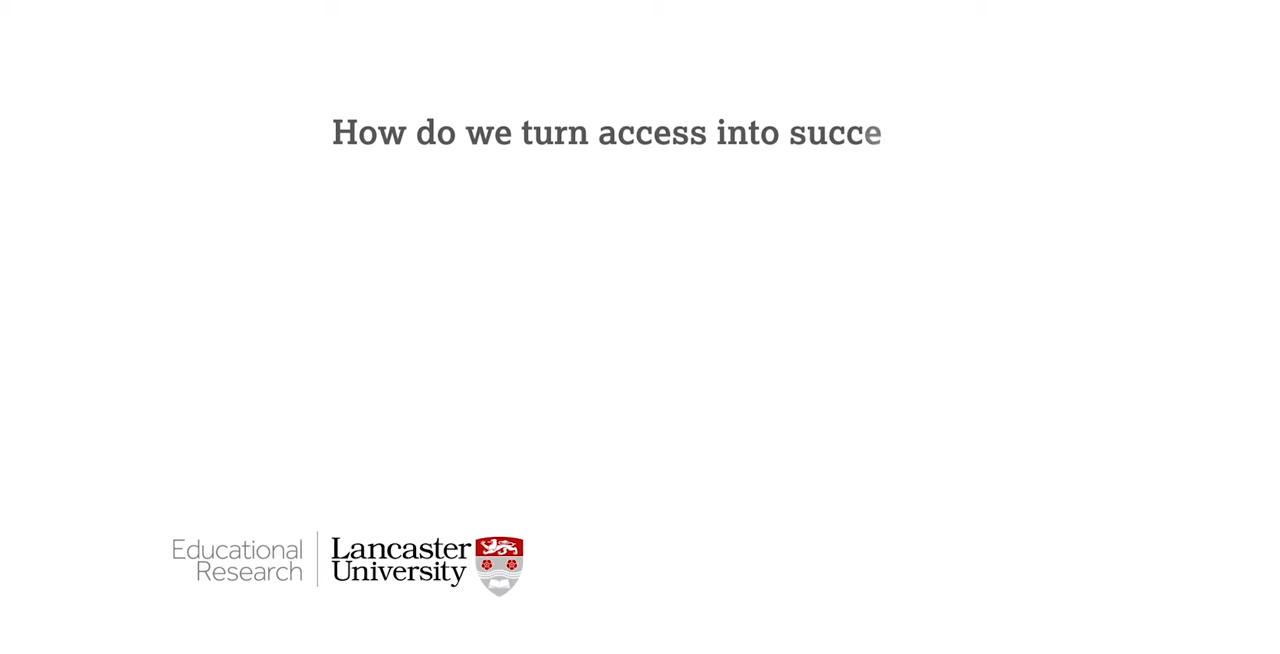 How do we turn access into succe
Educational
Research
Lancaster
University